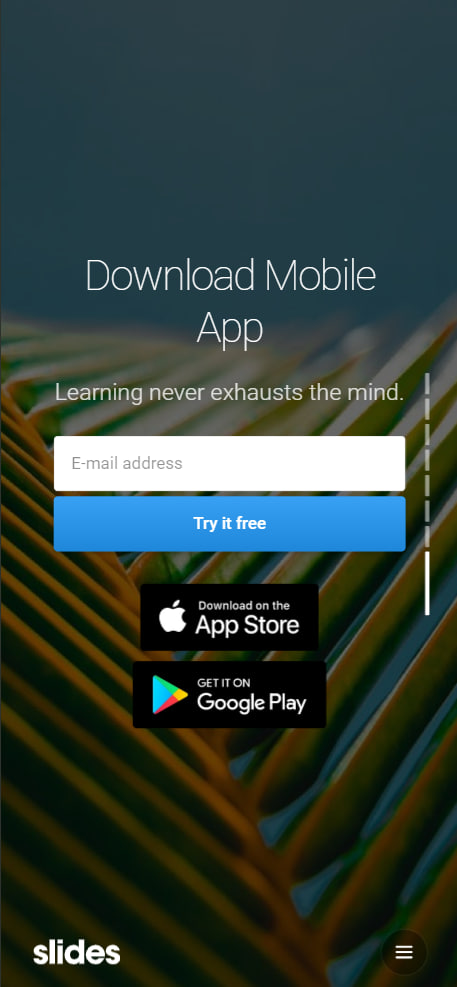 Download Mobile
App
Learning never exhausts the mind.
E-mail address
Try it free
Download on the
App Store
GET IT ON
Google Play
slides